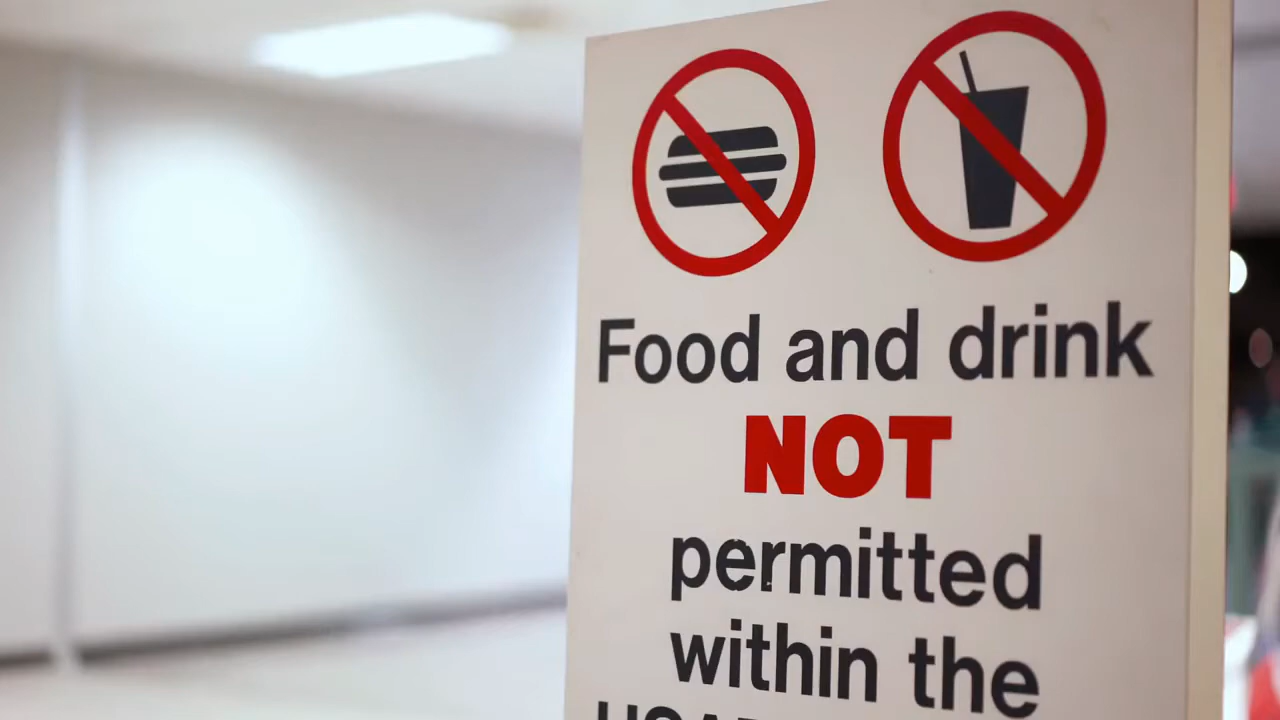 Food and drink
NOT
permitted
within the